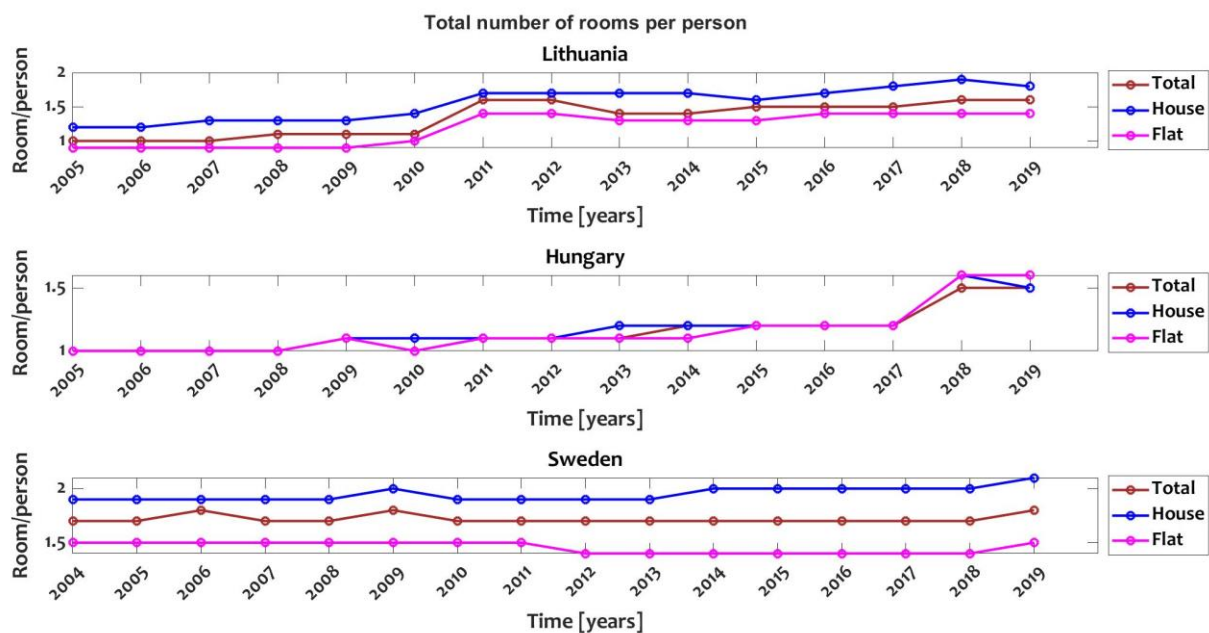 Total number of rooms per person
Lithuania
Room/person
2
1.5
1
2005 2006 2007 2008 2009 2010 2011 2012 2013 2014 2015 2016 2017 2018 2019
Time [years]
Total
House
Flat
Hungary
Room/person
1.5
1
2005 2006 2007 2008 2009 2010 2011 2012 2013 2014 2015 2016 2017 2018 2019
Time [years]
Total
House
Flat
Sweden
Room/person
2
1.5
2004 2005 2006 2007 2008 2009 2010 2011 2012 2013 2014 2015 2016 2017 2018 2019
Time [years]
Total
House
Flat